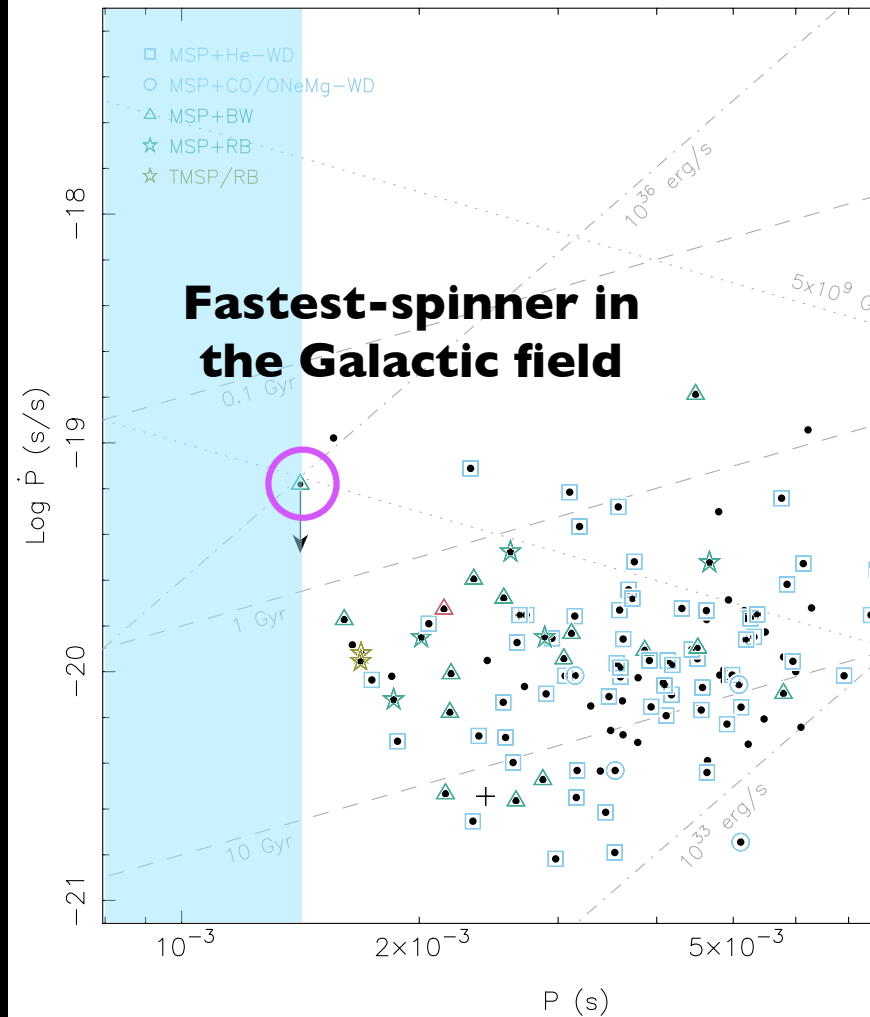 MSP+He-WD
MSP+CO/ONeMg-WD
MSP+BW
MSP+RB
TMSP/RB
10³⁶ erg/s
5x10⁹ G
Fastest-spinner in
the Galactic field
0.1 Gyr
1 Gyr
10 Gyr
10³³ erg/s
Log Ṗ (s/s)
-18
-19
-20
-21
10⁻³
2×10⁻³
5×10⁻³
P (s)